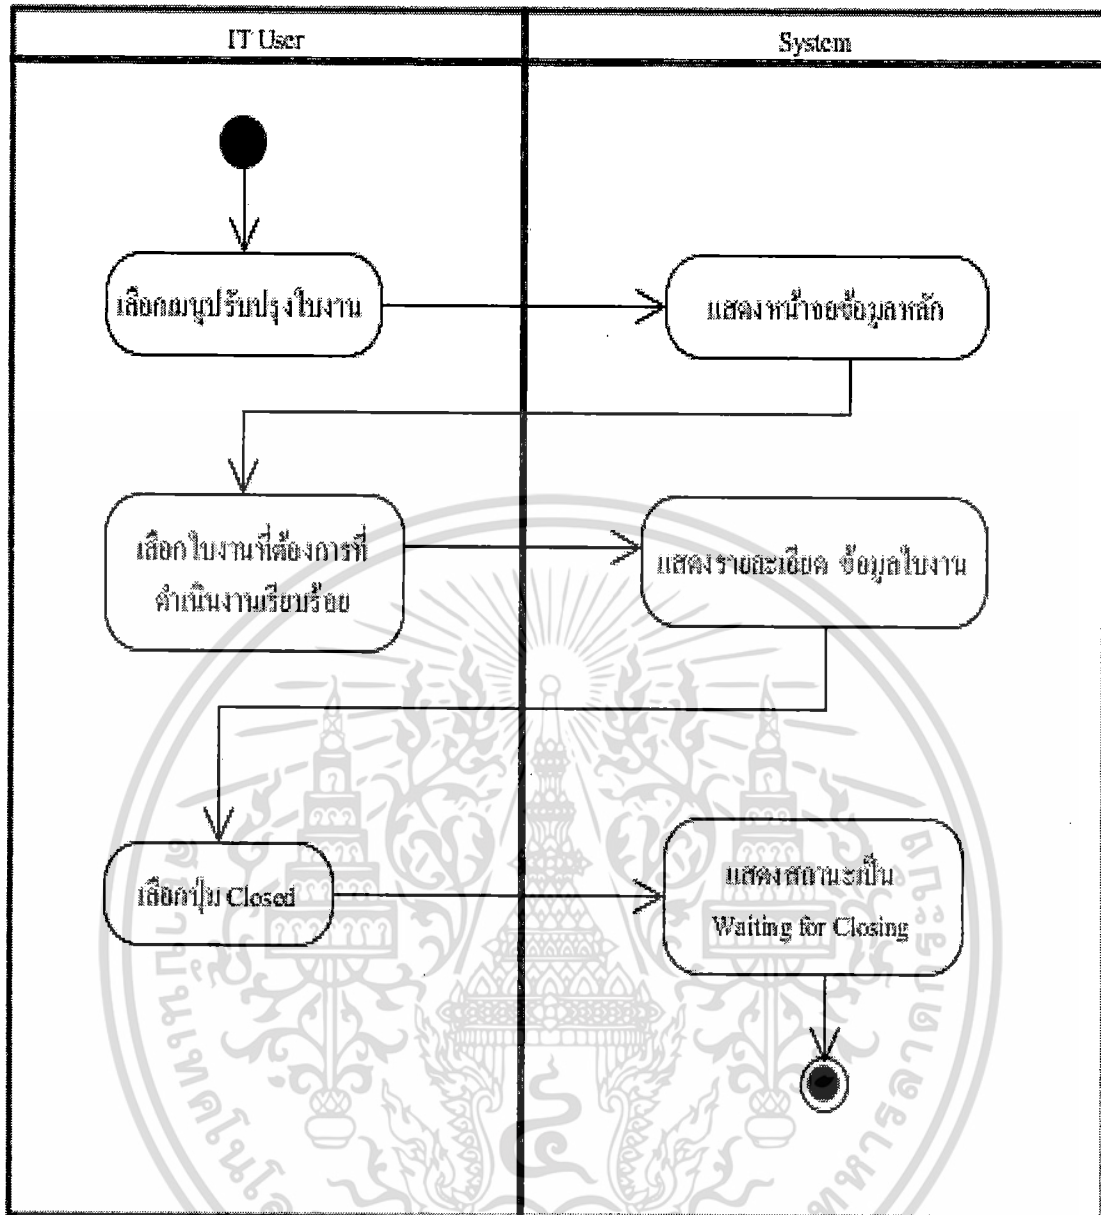 IT User
System
เลือกเมนูปรับปรุงใบงาน
แสดงหน้าจอข้อมูลหลัก
เลือกใบงานที่ต้องการที่
ดำเนินงานเรียบร้อย
แสดงรายละเอียด ข้อมูลใบงาน
เลือกปุ่ม Closed
แสดงสถานะเป็น
Waiting for Closing